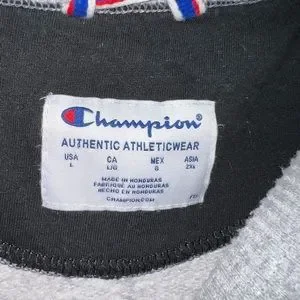 Champion
AUTHENTIC ATHLETICWEAR
USA CA MEX ASIA
L L/G G 2XL
MADE IN HONDURAS
FABRIQUÉ AU HONDURAS
HECHO EN HONDURAS
CHAMPION.COM